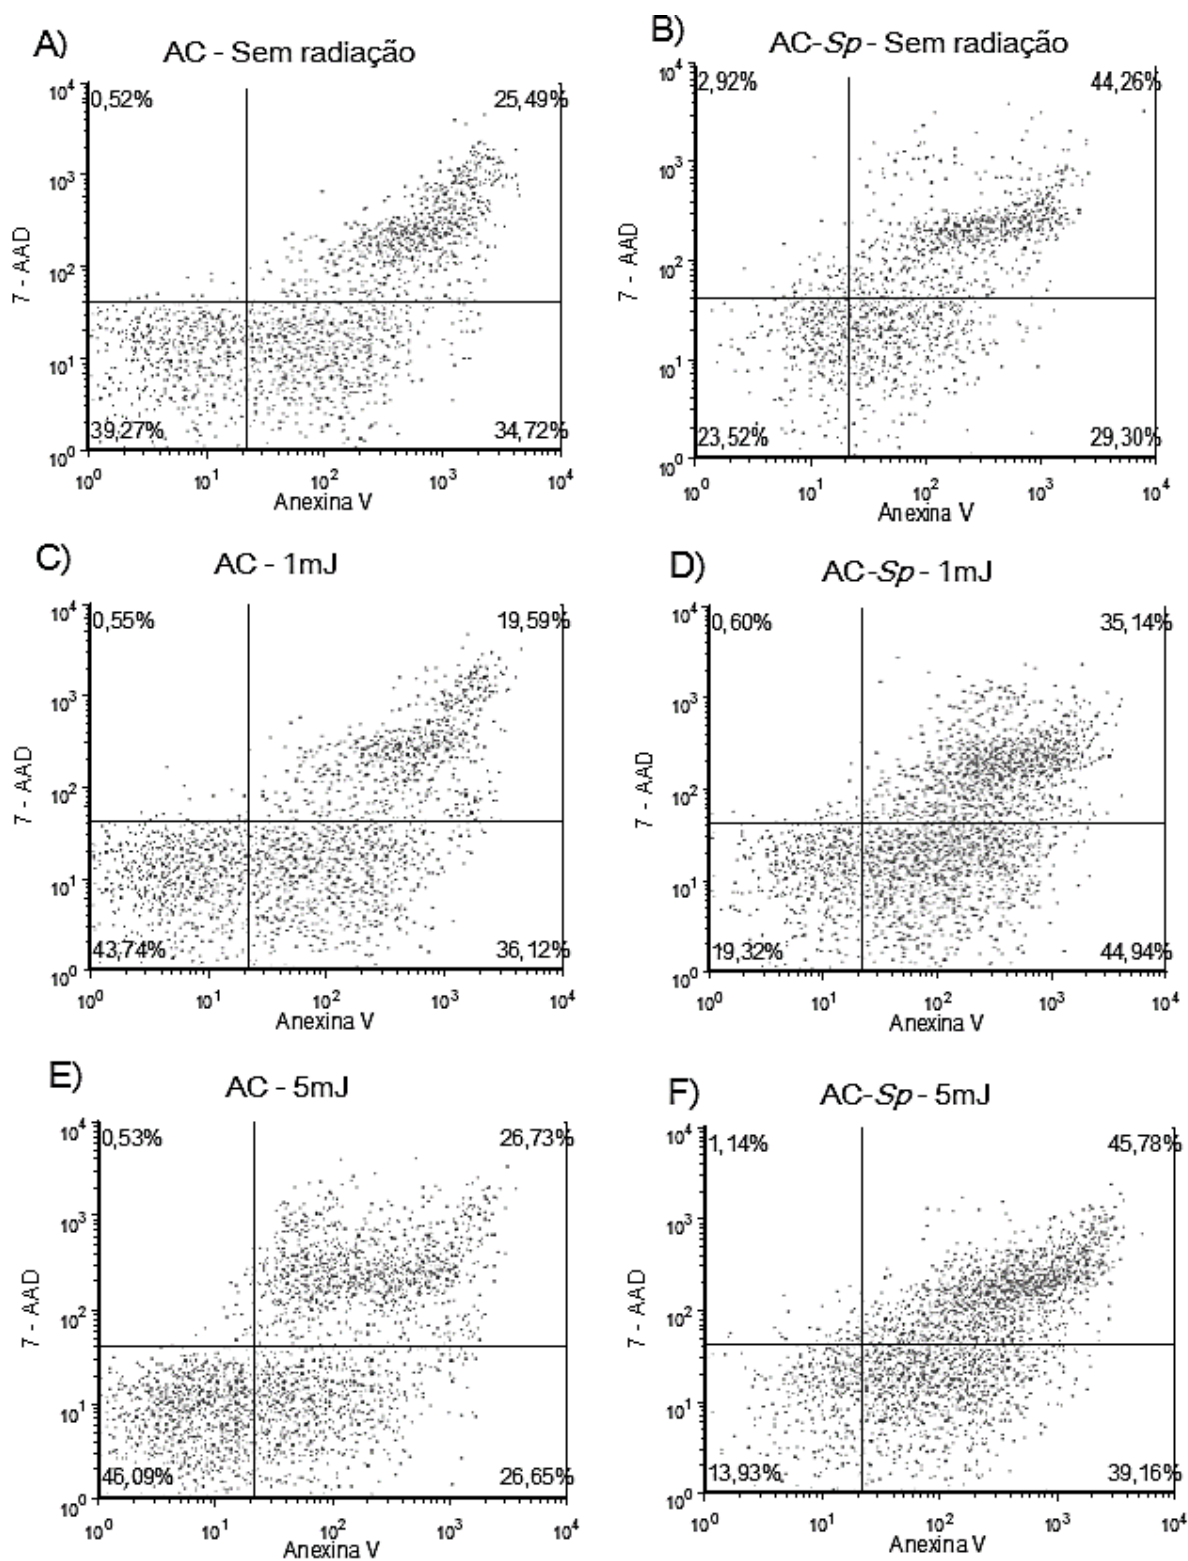 A)
AC - Sem radiação
10⁴
0,52%
25,49%
10³
7 - AAD
10²
10¹
39,27%
34,72%
10⁰
10⁰ 10¹ 10² 10³ 10⁴
Anexina V
B)
AC-Sp - Sem radiação
10⁴
2,92%
44,26%
10³
7 - AAD
10²
10¹
23,52%
29,30%
10⁰
10⁰ 10¹ 10² 10³ 10⁴
Anexina V
C)
AC - 1mJ
10⁴
0,55%
19,59%
10³
7 - AAD
10²
10¹
43,74%
36,12%
10⁰
10⁰ 10¹ 10² 10³ 10⁴
Anexina V
D)
AC-Sp - 1mJ
10⁴
0,60%
35,14%
10³
7 - AAD
10²
10¹
19,32%
44,94%
10⁰
10⁰ 10¹ 10² 10³ 10⁴
Anexina V
E)
AC - 5mJ
10⁴
0,53%
26,73%
10³
7 - AAD
10²
10¹
46,09%
26,65%
10⁰
10⁰ 10¹ 10² 10³ 10⁴
Anexina V
F)
AC-Sp - 5mJ
10⁴
1,14%
45,78%
10³
7 - AAD
10²
10¹
13,93%
39,16%
10⁰
10⁰ 10¹ 10² 10³ 10⁴
Anexina V